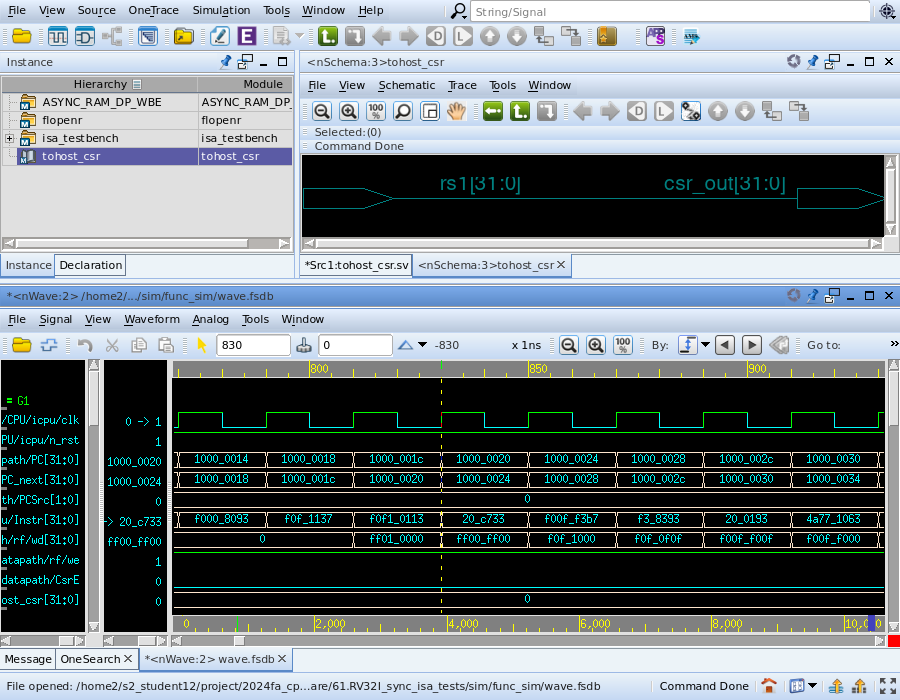 File View Source OneTrace Simulation Tools Window Help String/Signal
Instance
Hierarchy Module
ASYNC_RAM_DP_WBE ASYNC_RAM_DP_
flopenr flopenr
isa_testbench isa_testbench
tohost_csr tohost_csr
Instance Declaration
<nSchema:3>tohost_csr
File View Schematic Trace Tools Window
100 %
Selected:(0)
Command Done
rs1[31:0] csr_out[31:0]
*Src1:tohost_csr.sv <nSchema:3>tohost_csr
*<nWave:2> /home2/.../sim/func_sim/wave.fsdb
File Signal View Waveform Analog Tools Window
830 0 -830 x 1ns 100 % By: Go to: »
800 850 900
= G1
/CPU/icpu/clk 0 -> 1
PU/icpu/n_rst 1
path/PC[31:0] 1000_0020 1000_0014 1000_0018 1000_001c 1000_0020 1000_0024 1000_0028 1000_002c 1000_0030
PC_next[31:0] 1000_0024 1000_0018 1000_001c 1000_0020 1000_0024 1000_0028 1000_002c 1000_0030 1000_0034
th/PCSrc[1:0] 0 0
u/Instr[31:0] -> 20_c733 f000_8093 f0f_1137 f0f1_0113 20_c733 f00f_f3b7 f3_8393 20_0193 4a77_1063
h/rf/wd[31:0] ff00_ff00 0 ff01_0000 ff00_ff00 f0f_1000 f0f_0f0f f00f_f00f f00f_f000
atapath/rf/we 1
datapath/CsrE 0
ost_csr[31:0] 0 0
0 2,000 4,000 6,000 8,000 10,0
Message OneSearch *<nWave:2> wave.fsdb
File opened: /home2/s2_student12/project/2024fa_cp...are/61.RV32I_sync_isa_tests/sim/func_sim/wave.fsdb Command Done